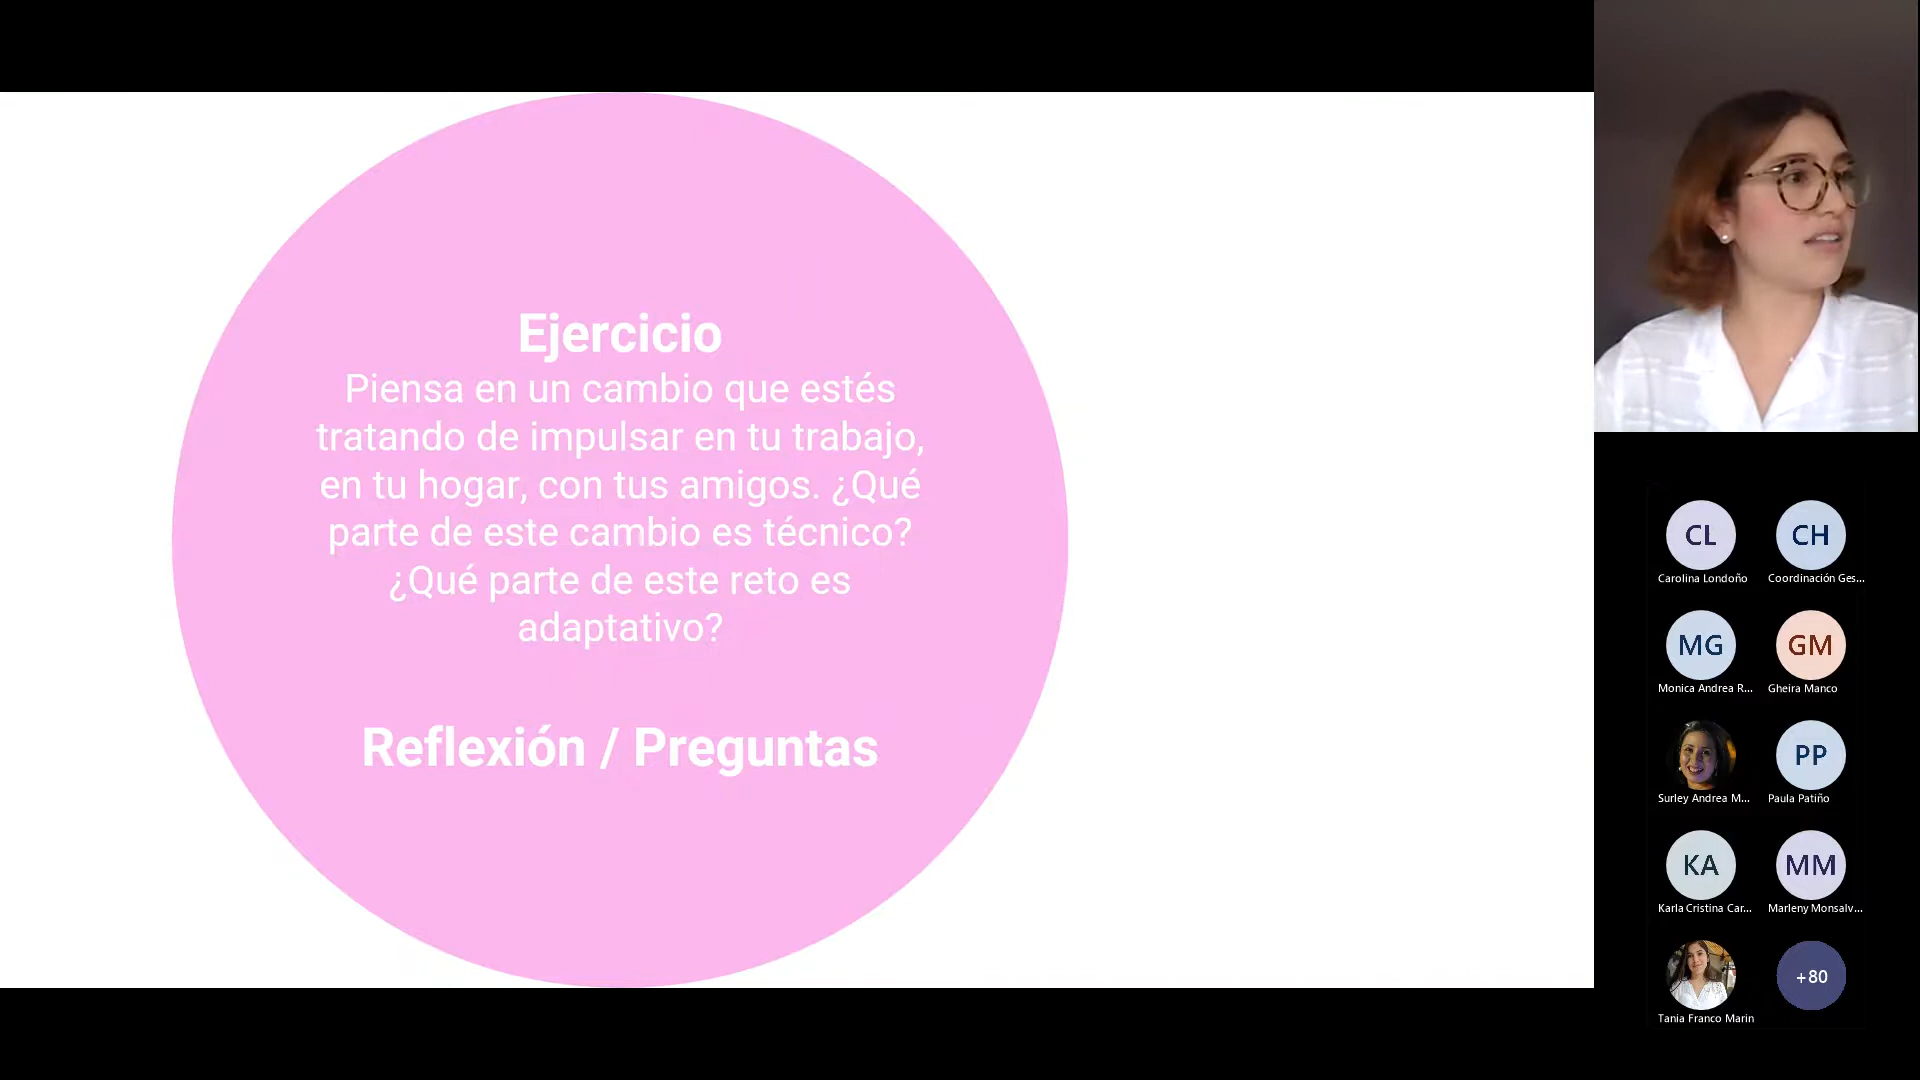 Ejercicio
Piensa en un cambio que estés
tratando de impulsar en tu trabajo,
en tu hogar, con tus amigos. ¿Qué
parte de este cambio es técnico?
¿Qué parte de este reto es
adaptativo?
Reflexión / Preguntas
CL
CH
Carolina Londoño
Coordinación Ges...
MG
GM
Monica Andrea R...
Gheira Manco
PP
Surley Andrea M...
Paula Patiño
KA
MM
Karla Cristina Car...
Marleny Monsalv...
+80
Tania Franco Marin